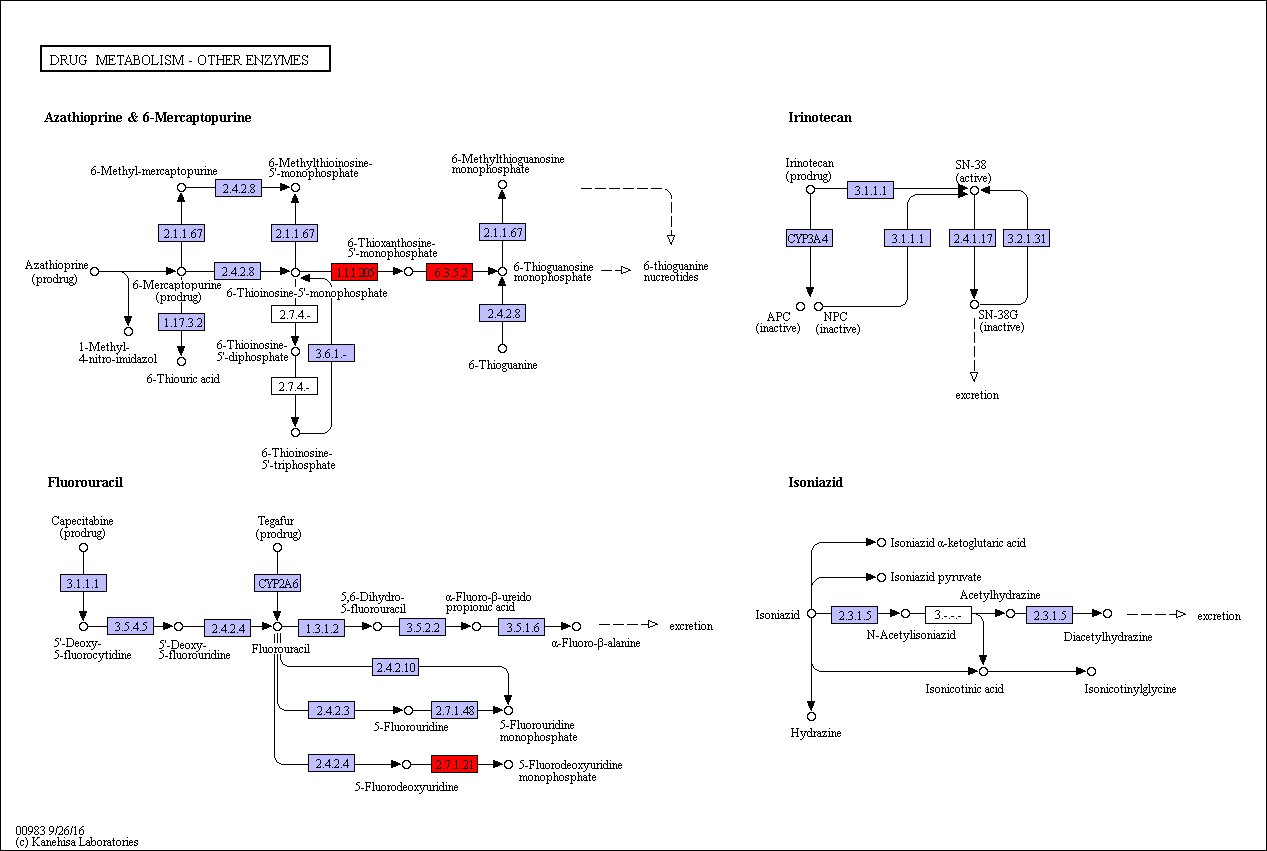 DRUG METABOLISM - OTHER ENZYMES
Azathioprine & 6-Mercaptopurine
6-Methyl-mercaptopurine
2.4.2.8
6-Methylthioinosine-
5'-monophosphate
6-Methylthioguanosine
monophosphate
2.1.1.67
2.1.1.67
2.1.1.67
6-Thioxanthosine-
5'-monophosphate
Azathioprine
(prodrug)
2.4.2.8
1.1.1.205
6.3.5.2
6-Mercaptopurine
(prodrug)
6-Thioinosine-5'-monophosphate
6-Thioguanosine
monophosphate
6-thioguanine
nucreotides
1.17.3.2
2.7.4.-
2.4.2.8
1-Methyl-
4-nitro-imidazol
6-Thioinosine-
5'-diphosphate
3.6.1.-
6-Thioguanine
6-Thiouric acid
2.7.4.-
6-Thioinosine-
5'-triphosphate
Irinotecan
Irinotecan
(prodrug)
3.1.1.1
SN-38
(active)
CYP3A4
3.1.1.1
2.4.1.17
3.2.1.31
APC
(inactive)
NPC
(inactive)
SN-38G
(inactive)
excretion
Fluorouracil
Capecitabine
(prodrug)
Tegafur
(prodrug)
3.1.1.1
CYP2A6
5,6-Dihydro-
5-fluorouracil
α-Fluoro-β-ureido
propionic acid
3.5.4.5
2.4.2.4
1.3.1.2
3.5.2.2
3.5.1.6
excretion
5'-Deoxy-
5-fluorocytidine
5'-Deoxy-
5-fluorouridine
Fluorouracil
α-Fluoro-β-alanine
2.4.2.10
2.4.2.3
2.7.1.48
5-Fluorouridine
5-Fluorouridine
monophosphate
2.4.2.4
2.7.1.21
5-Fluorodeoxyuridine
5-Fluorodeoxyuridine
monophosphate
Isoniazid
Isoniazid α-ketoglutaric acid
Isoniazid pyruvate
Acetylhydrazine
Isoniazid
2.3.1.5
3.-.-.-
2.3.1.5
excretion
N-Acetylisoniazid
Diacetylhydrazine
Isonicotinic acid
Isonicotinylglycine
Hydrazine
00983 9/26/16
(c) Kanehisa Laboratories